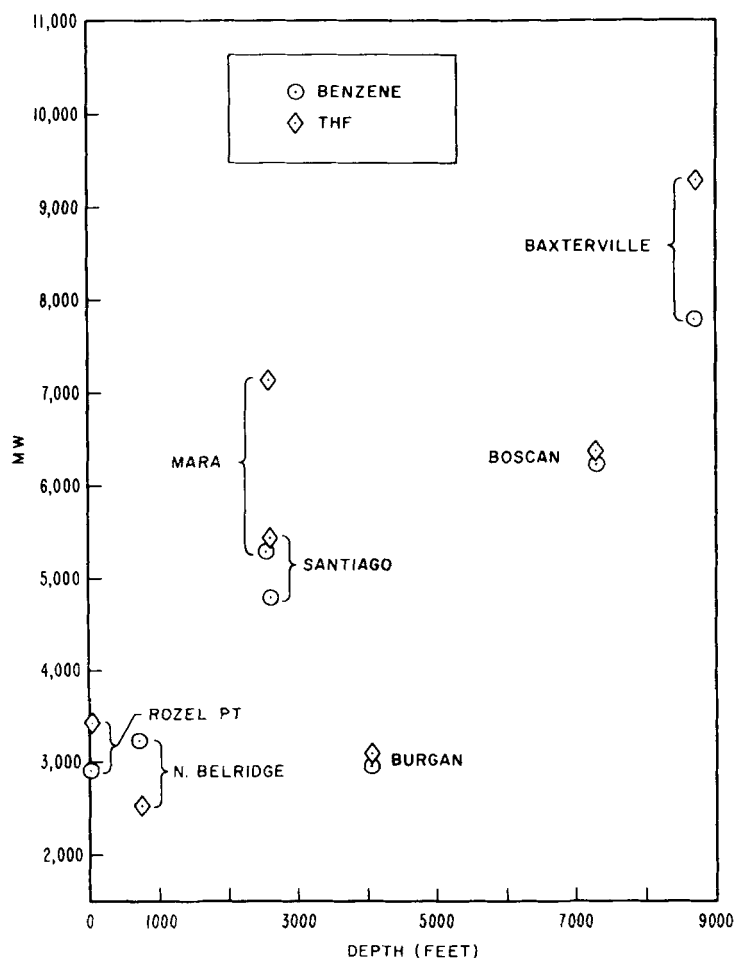 11,000
10,000
9,000
8,000
7,000
6,000
5,000
4,000
3,000
2,000
MW
BENZENE
THF
BAXTERVILLE
MARA
BOSCAN
SANTIAGO
ROZEL PT
N. BELRIDGE
BURGAN
0 1000 3000 5000 7000 9000
DEPTH (FEET)